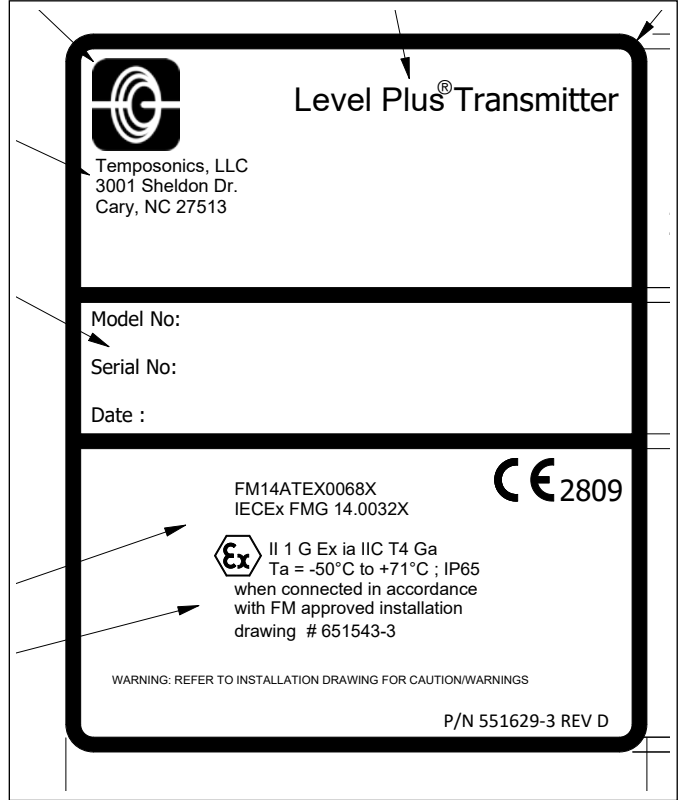 Level Plus® Transmitter
Temposonics, LLC
3001 Sheldon Dr.
Cary, NC 27513
Model No:
Serial No:
Date :
CE 2809
FM14ATEX0068X
IECEx FMG 14.0032X
Ex II 1 G Ex ia IIC T4 Ga
Ta = -50°C to +71°C ; IP65
when connected in accordance
with FM approved installation
drawing # 651543-3
WARNING: REFER TO INSTALLATION DRAWING FOR CAUTION/WARNINGS
P/N 551629-3 REV D